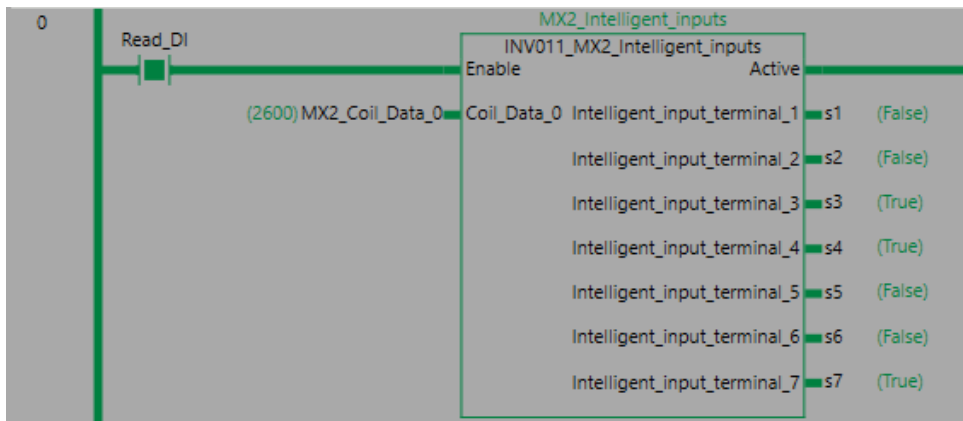 0
MX2_Intelligent_inputs
Read_DI
INV011_MX2_Intelligent_inputs
Enable Active
(2600) MX2_Coil_Data_0 Coil_Data_0 Intelligent_input_terminal_1 s1 (False)
Intelligent_input_terminal_2 s2 (False)
Intelligent_input_terminal_3 s3 (True)
Intelligent_input_terminal_4 s4 (True)
Intelligent_input_terminal_5 s5 (False)
Intelligent_input_terminal_6 s6 (False)
Intelligent_input_terminal_7 s7 (True)